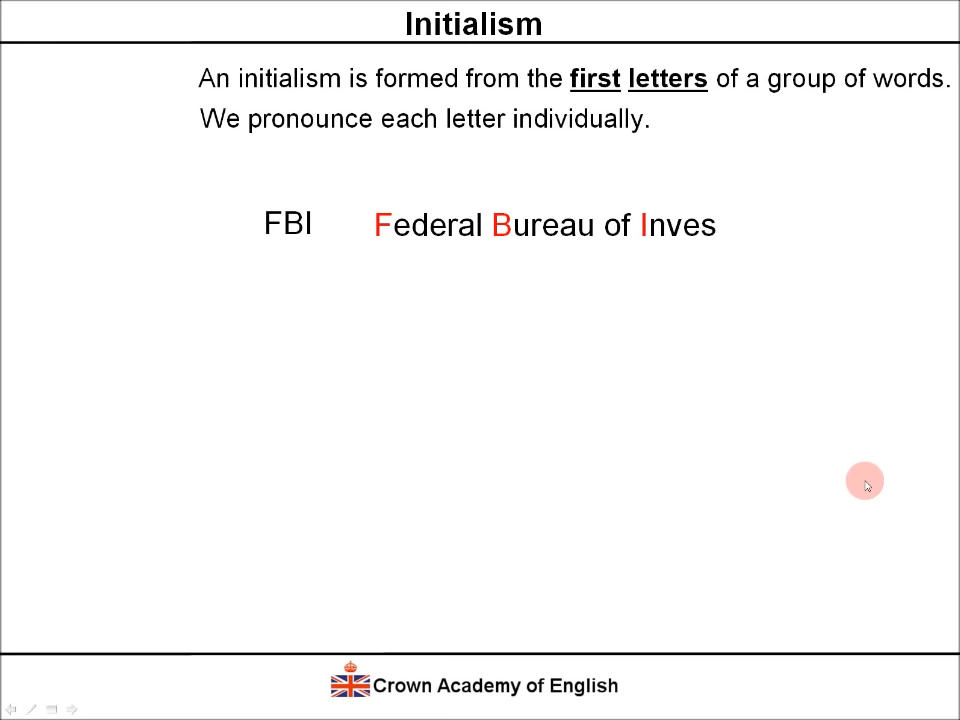 Initialism
An initialism is formed from the first letters of a group of words.
We pronounce each letter individually.
FBI Federal Bureau of Inves
Crown Academy of English